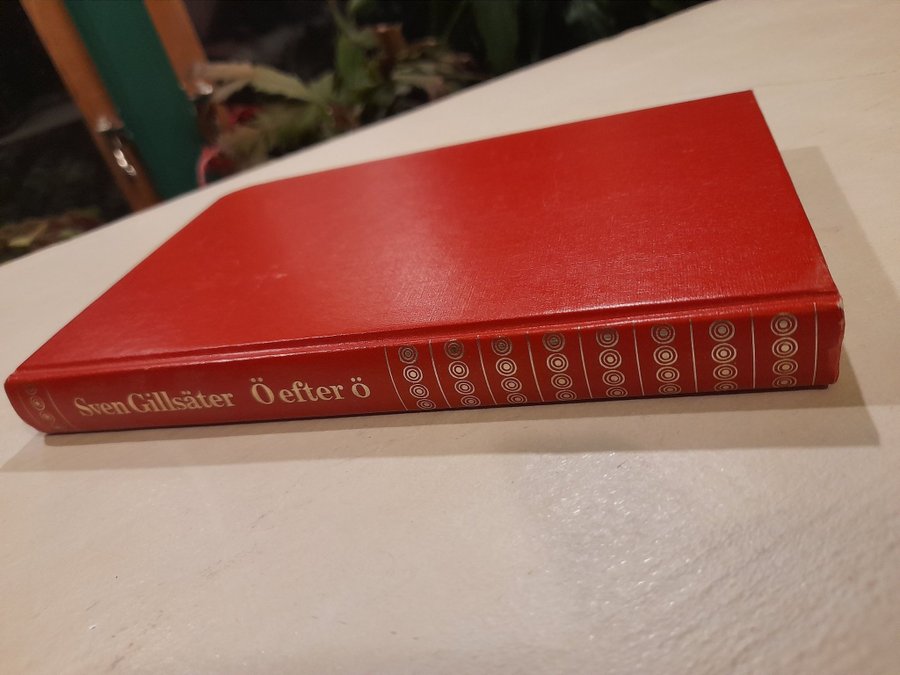 Sven Gillsäter Ö efter ö